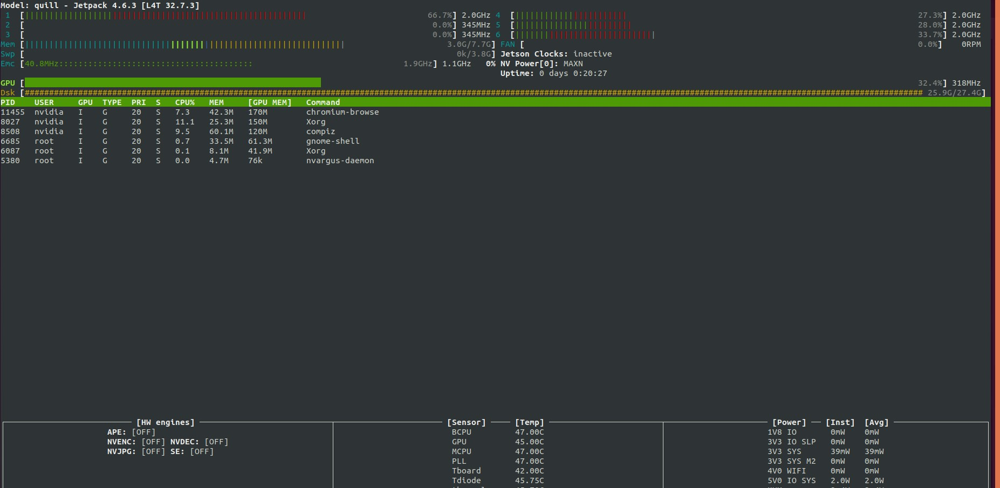 Model: quill - Jetpack 4.6.3 [L4T 32.7.3]
1 [||||||||||||||||||||||||||||||||||||||||||||||||||||||||||| 66.7%] 2.0GHz 4 [||||||||||||||||||||||| 27.3%] 2.0GHz
2 [ 0.0%] 345MHz 5 [|||||||||||||||||||||||| 28.0%] 2.0GHz
3 [ 0.0%] 345MHz 6 [||||||||||||||||||||||||||||| 33.7%] 2.0GHz
Mem [||||||||||||||||||||||||||||||||||||||||||||||||||||||||||||||||||| 3.0G/7.7G] FAN [ 0.0%] 0RPM
Swp [ 0k/3.8G] Jetson Clocks: inactive
Emc [40.8MHz:::::::::::::::::::::::::::::::::::::::: 1.9GHz] 1.1GHz 0% NV Power[0]: MAXN
Uptime: 0 days 0:20:27
GPU [ 32.4%] 318MHz
Dsk [######################################################################################################################################################################################### 25.9G/27.4G]
PID USER GPU TYPE PRI S CPU% MEM [GPU MEM] Command
11455 nvidia I G 20 S 7.3 42.3M 170M chromium-browse
8027 nvidia I G 20 S 11.1 25.3M 150M Xorg
8508 nvidia I G 20 S 9.5 60.1M 120M compiz
6685 root I G 20 S 0.7 33.5M 61.3M gnome-shell
6087 root I G 20 S 0.1 8.1M 41.9M Xorg
5380 root I G 20 S 0.0 4.7M 76k nvargus-daemon
[HW engines] [Sensor] [Temp] [Power] [Inst] [Avg]
APE: [OFF] BCPU 47.00C 1V8 IO 0mW 0mW
NVENC: [OFF] NVDEC: [OFF] GPU 45.00C 3V3 IO SLP 0mW 0mW
NVJPG: [OFF] SE: [OFF] MCPU 47.00C 3V3 SYS 39mW 39mW
PLL 47.00C 3V3 SYS M2 0mW 0mW
Tboard 42.00C 4V0 WIFI 0mW 0mW
Tdiode 45.75C 5V0 IO SYS 2.0W 2.0W